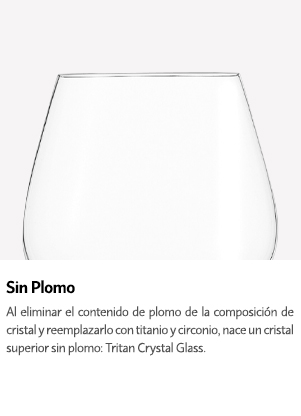 Sin Plomo
Al eliminar el contenido de plomo de la composición de
cristal y reemplazarlo con titanio y circonio, nace un cristal
superior sin plomo: Tritan Crystal Glass.